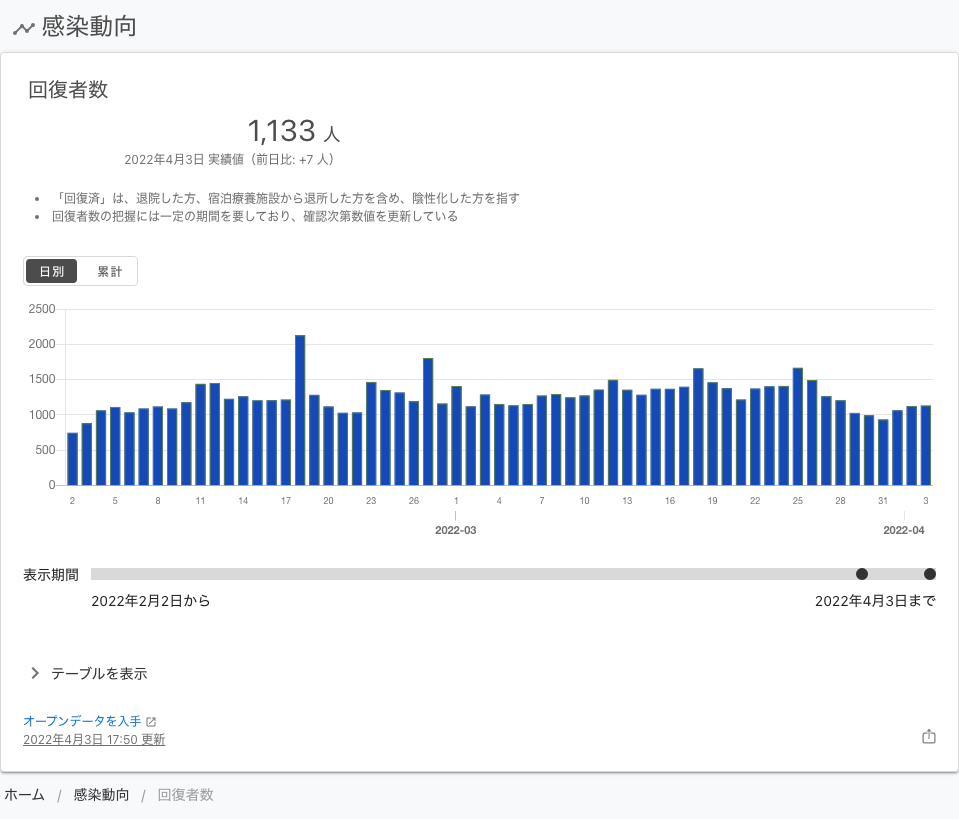 感染動向
回復者数
1,133 人
2022年4月3日 実績値（前日比: +7 人）
• 「回復済」は、退院した方、宿泊療養施設から退所した方を含め、陰性化した方を指す
• 回復者数の把握には一定の期間を要しており、確認次第数値を更新している
日別 累計
2500
2000
1500
1000
500
0
2 5 8 11 14 17 20 23 26 1 4 7 10 13 16 19 22 25 28 31 3
2022-03 2022-04
表示期間
2022年2月2日から 2022年4月3日まで
テーブルを表示
オープンデータを入手
2022年4月3日 17:50 更新
ホーム / 感染動向 / 回復者数